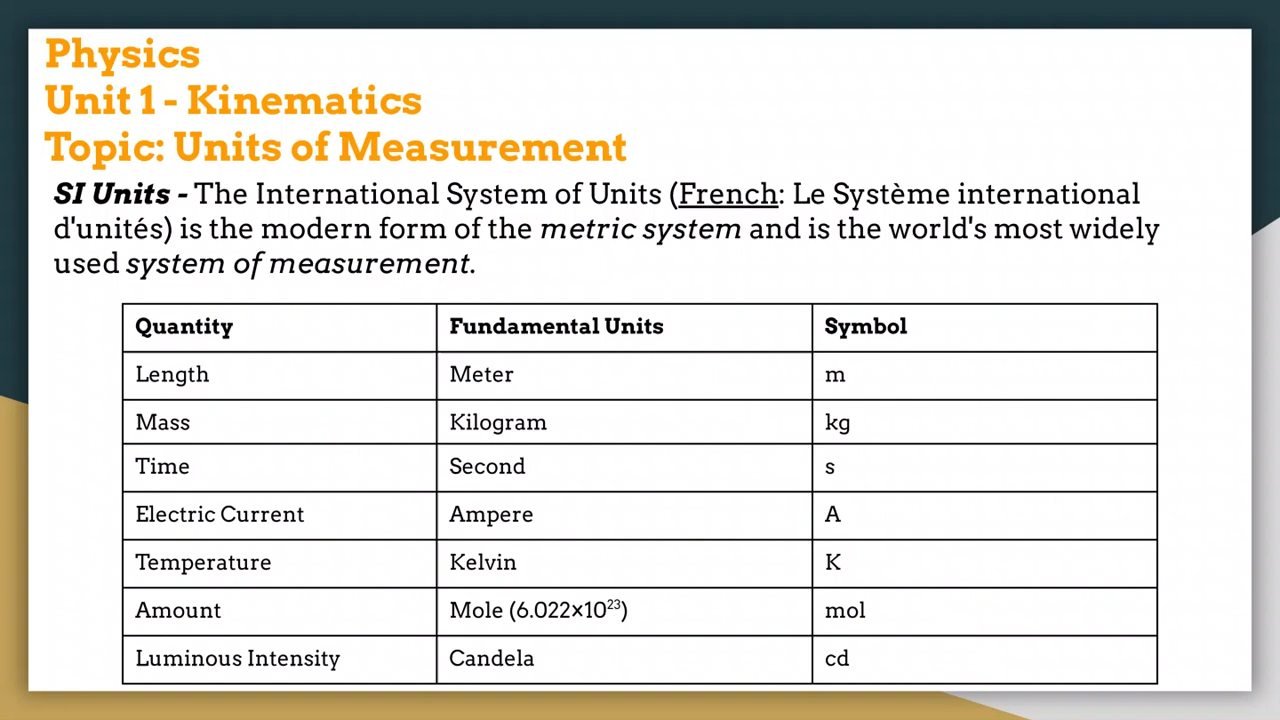 Physics
Unit 1 - Kinematics
Topic: Units of Measurement
SI Units - The International System of Units (French: Le Système international
d'unités) is the modern form of the metric system and is the world's most widely
used system of measurement.
Quantity Fundamental Units Symbol
Length Meter m
Mass Kilogram kg
Time Second s
Electric Current Ampere A
Temperature Kelvin K
Amount Mole (6.022×10²³) mol
Luminous Intensity Candela cd